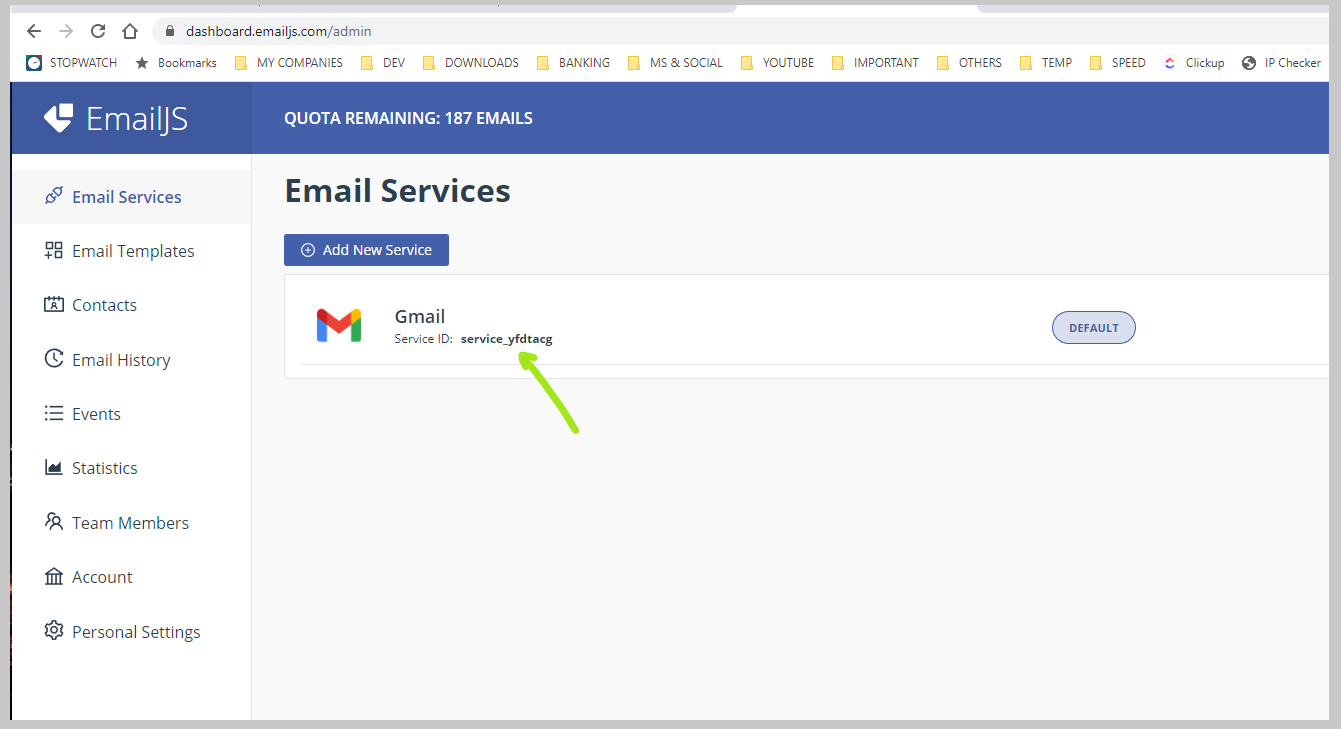 dashboard.emailjs.com/admin
STOPWATCH Bookmarks MY COMPANIES DEV DOWNLOADS BANKING MS & SOCIAL YOUTUBE IMPORTANT OTHERS TEMP SPEED Clickup IP Checker
EmailJS
QUOTA REMAINING: 187 EMAILS
Email Services
Email Templates
Contacts
Email History
Events
Statistics
Team Members
Account
Personal Settings
Email Services
Add New Service
Gmail
Service ID: service_yfdtacg
DEFAULT